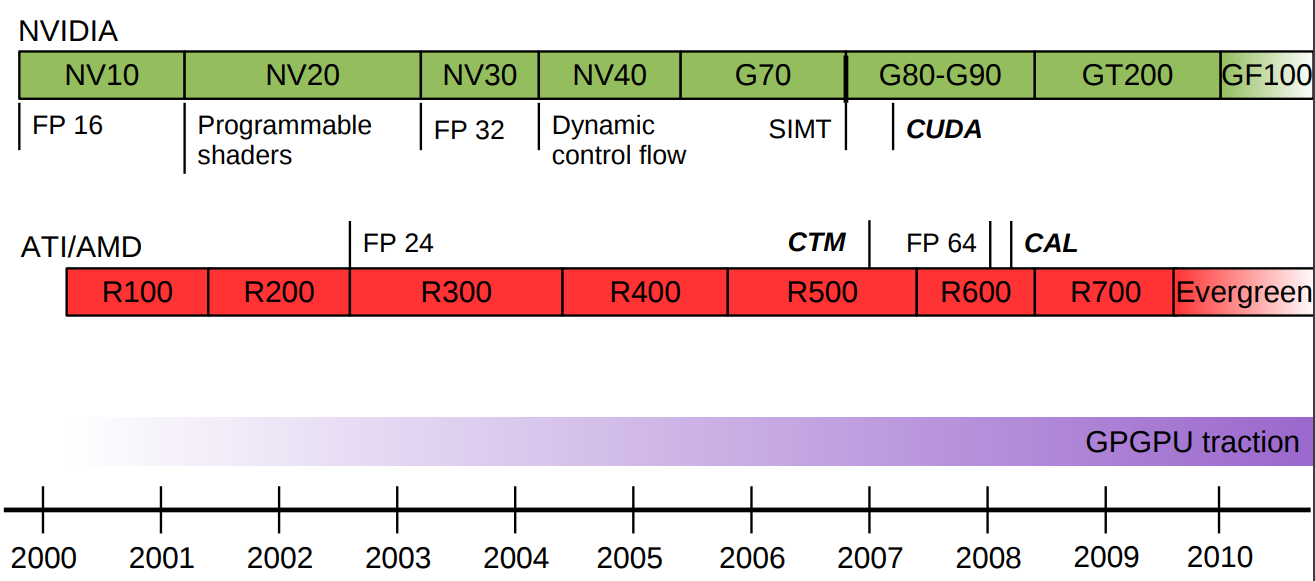 NVIDIA
NV10 NV20 NV30 NV40 G70 G80-G90 GT200 GF100
FP 16 Programmable FP 32 Dynamic SIMT CUDA
shaders control flow
ATI/AMD FP 24 CTM FP 64 CAL
R100 R200 R300 R400 R500 R600 R700 Evergreen
GPGPU traction
2000 2001 2002 2003 2004 2005 2006 2007 2008 2009 2010